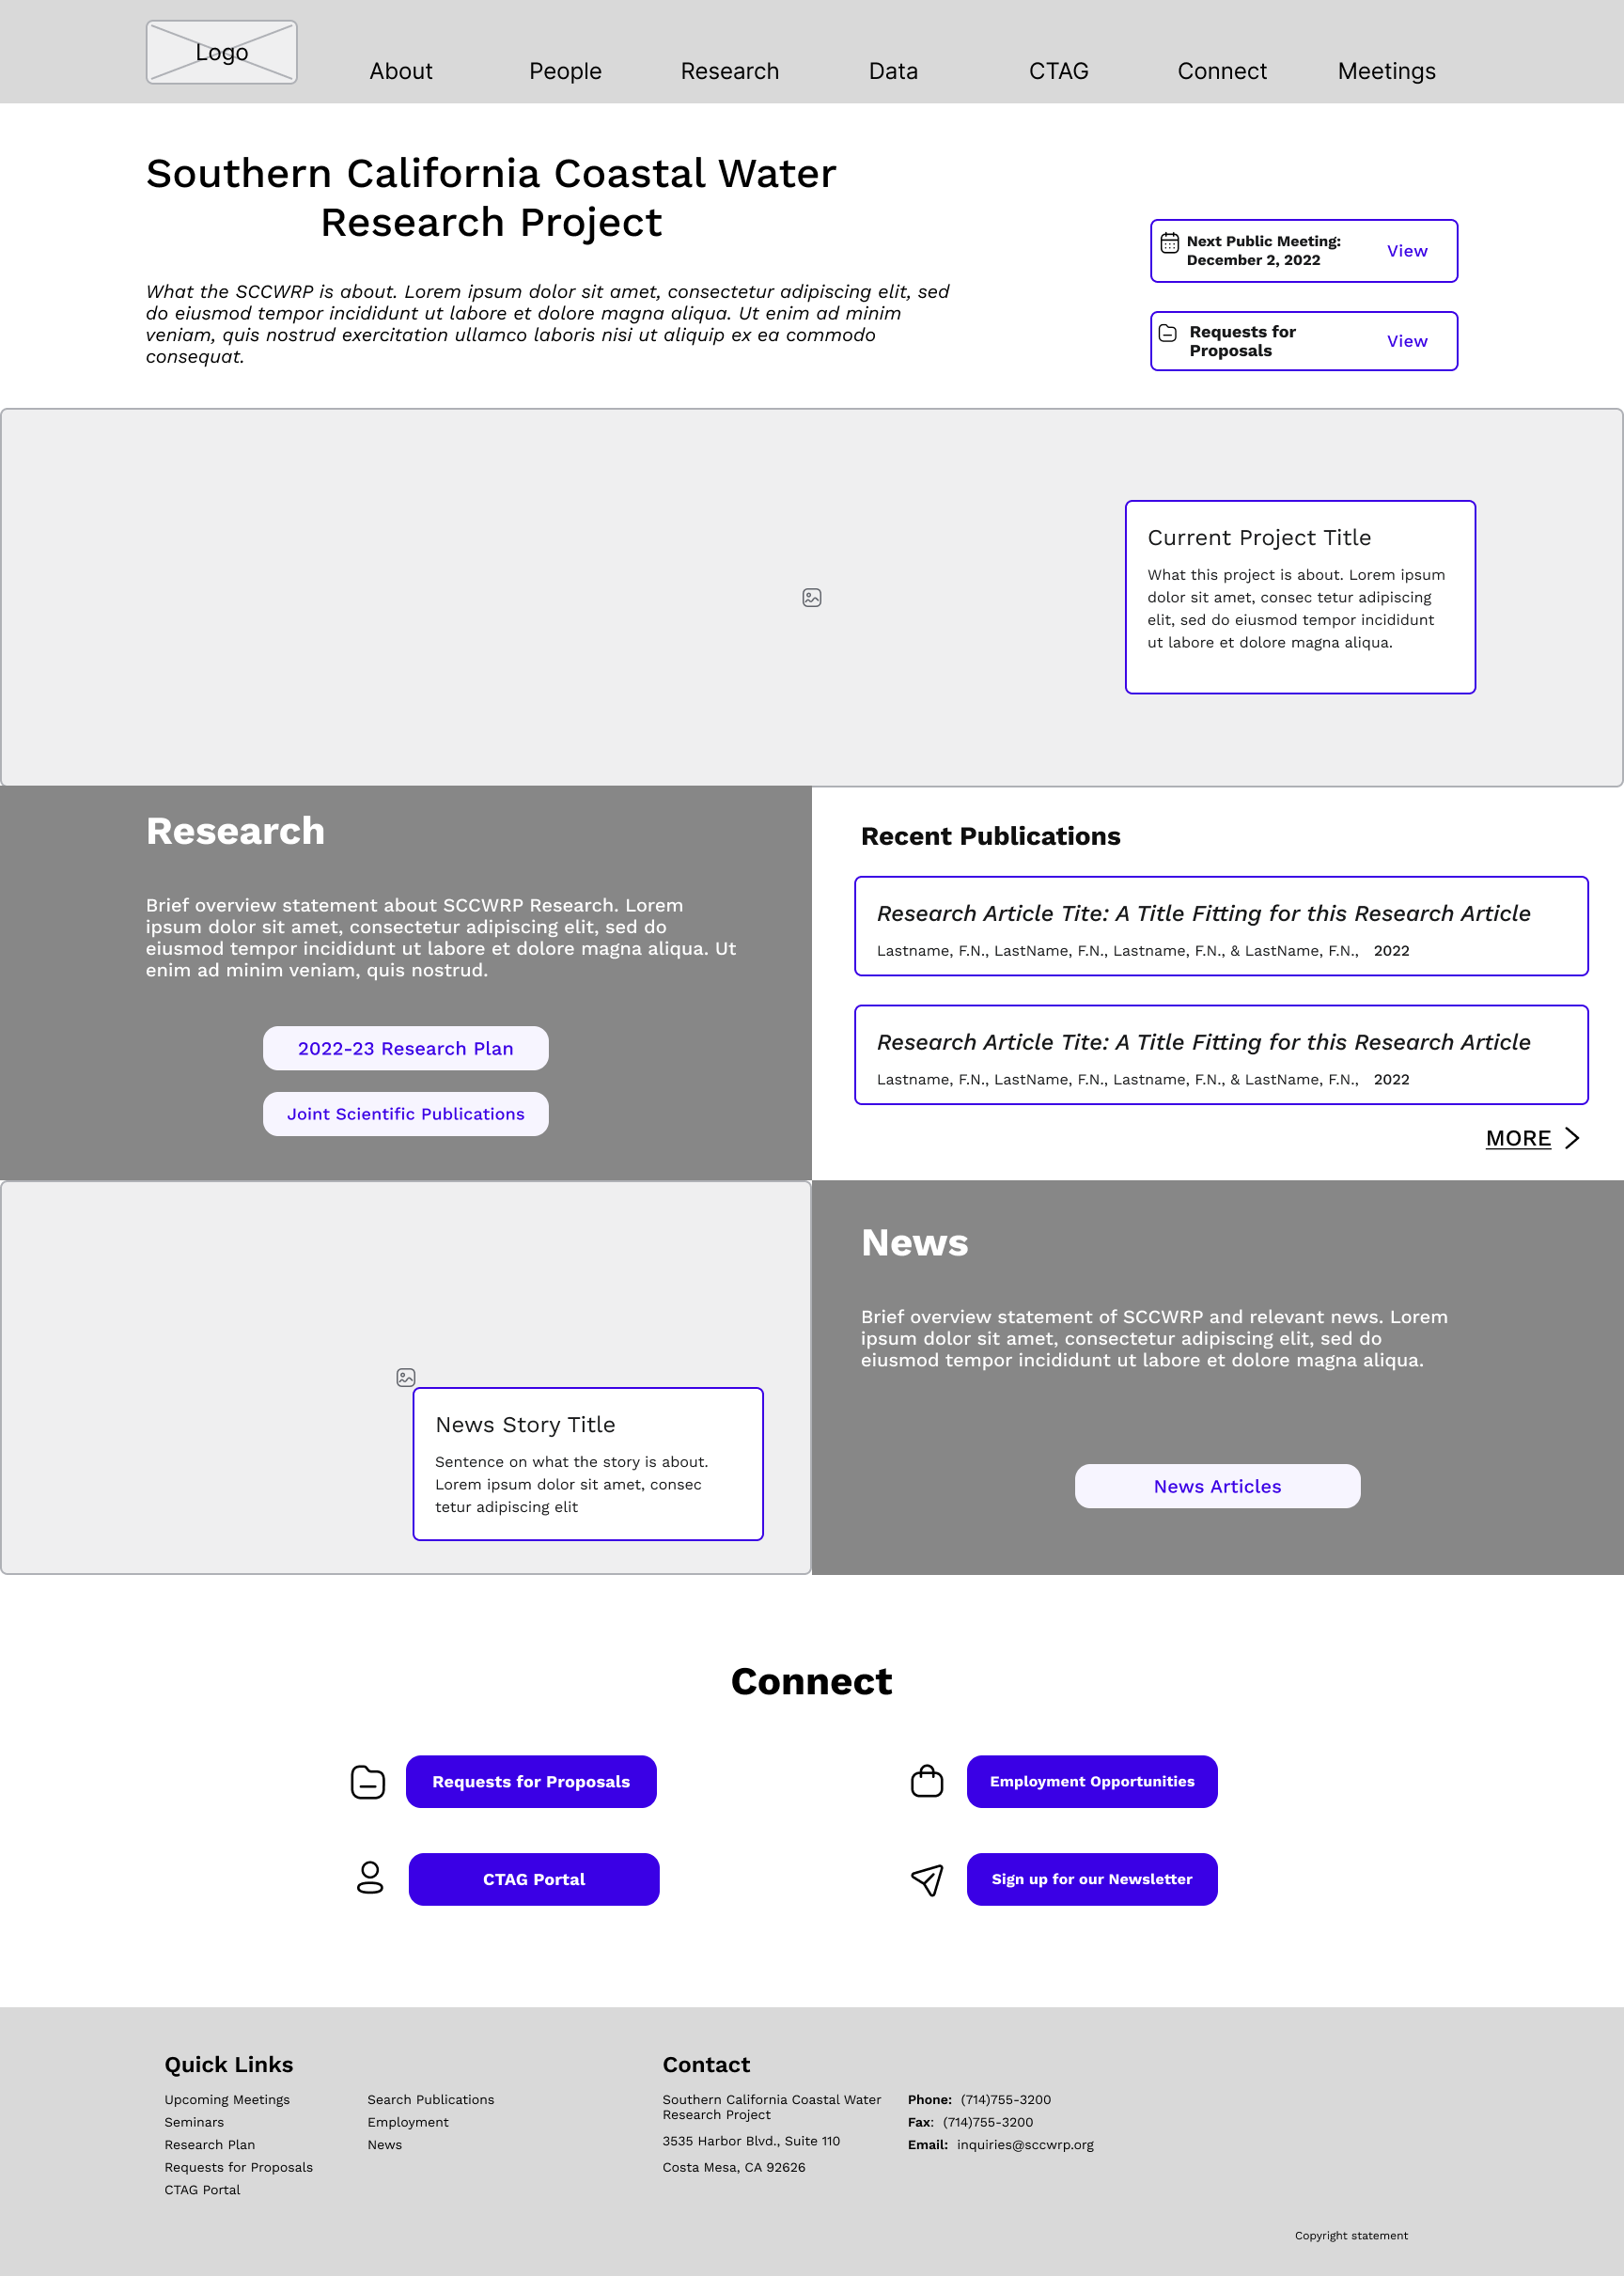 Logo
About
People
Research
Data
CTAG
Connect
Meetings
Southern California Coastal Water
Research Project
What the SCCWRP is about. Lorem ipsum dolor sit amet, consectetur adipiscing elit, sed
do eiusmod tempor incididunt ut labore et dolore magna aliqua. Ut enim ad minim
veniam, quis nostrud exercitation ullamco laboris nisi ut aliquip ex ea commodo
consequat.
Next Public Meeting:
December 2, 2022
View
Requests for
Proposals
View
Current Project Title
What this project is about. Lorem ipsum
dolor sit amet, consec tetur adipiscing
elit, sed do eiusmod tempor incididunt
ut labore et dolore magna aliqua.
Research
Brief overview statement about SCCWRP Research. Lorem
ipsum dolor sit amet, consectetur adipiscing elit, sed do
eiusmod tempor incididunt ut labore et dolore magna aliqua. Ut
enim ad minim veniam, quis nostrud.
2022-23 Research Plan
Joint Scientific Publications
Recent Publications
Research Article Tite: A Title Fitting for this Research Article
Lastname, F.N., LastName, F.N., Lastname, F.N., & LastName, F.N., 2022
Research Article Tite: A Title Fitting for this Research Article
Lastname, F.N., LastName, F.N., Lastname, F.N., & LastName, F.N., 2022
MORE
News Story Title
Sentence on what the story is about.
Lorem ipsum dolor sit amet, consec
tetur adipiscing elit
News
Brief overview statement of SCCWRP and relevant news. Lorem
ipsum dolor sit amet, consectetur adipiscing elit, sed do
eiusmod tempor incididunt ut labore et dolore magna aliqua.
News Articles
Connect
Requests for Proposals
Employment Opportunities
CTAG Portal
Sign up for our Newsletter
Quick Links
Upcoming Meetings
Seminars
Research Plan
Requests for Proposals
CTAG Portal
Search Publications
Employment
News
Contact
Southern California Coastal Water
Research Project
3535 Harbor Blvd., Suite 110
Costa Mesa, CA 92626
Phone: (714)755-3200
Fax: (714)755-3200
Email: inquiries@sccwrp.org
Copyright statement